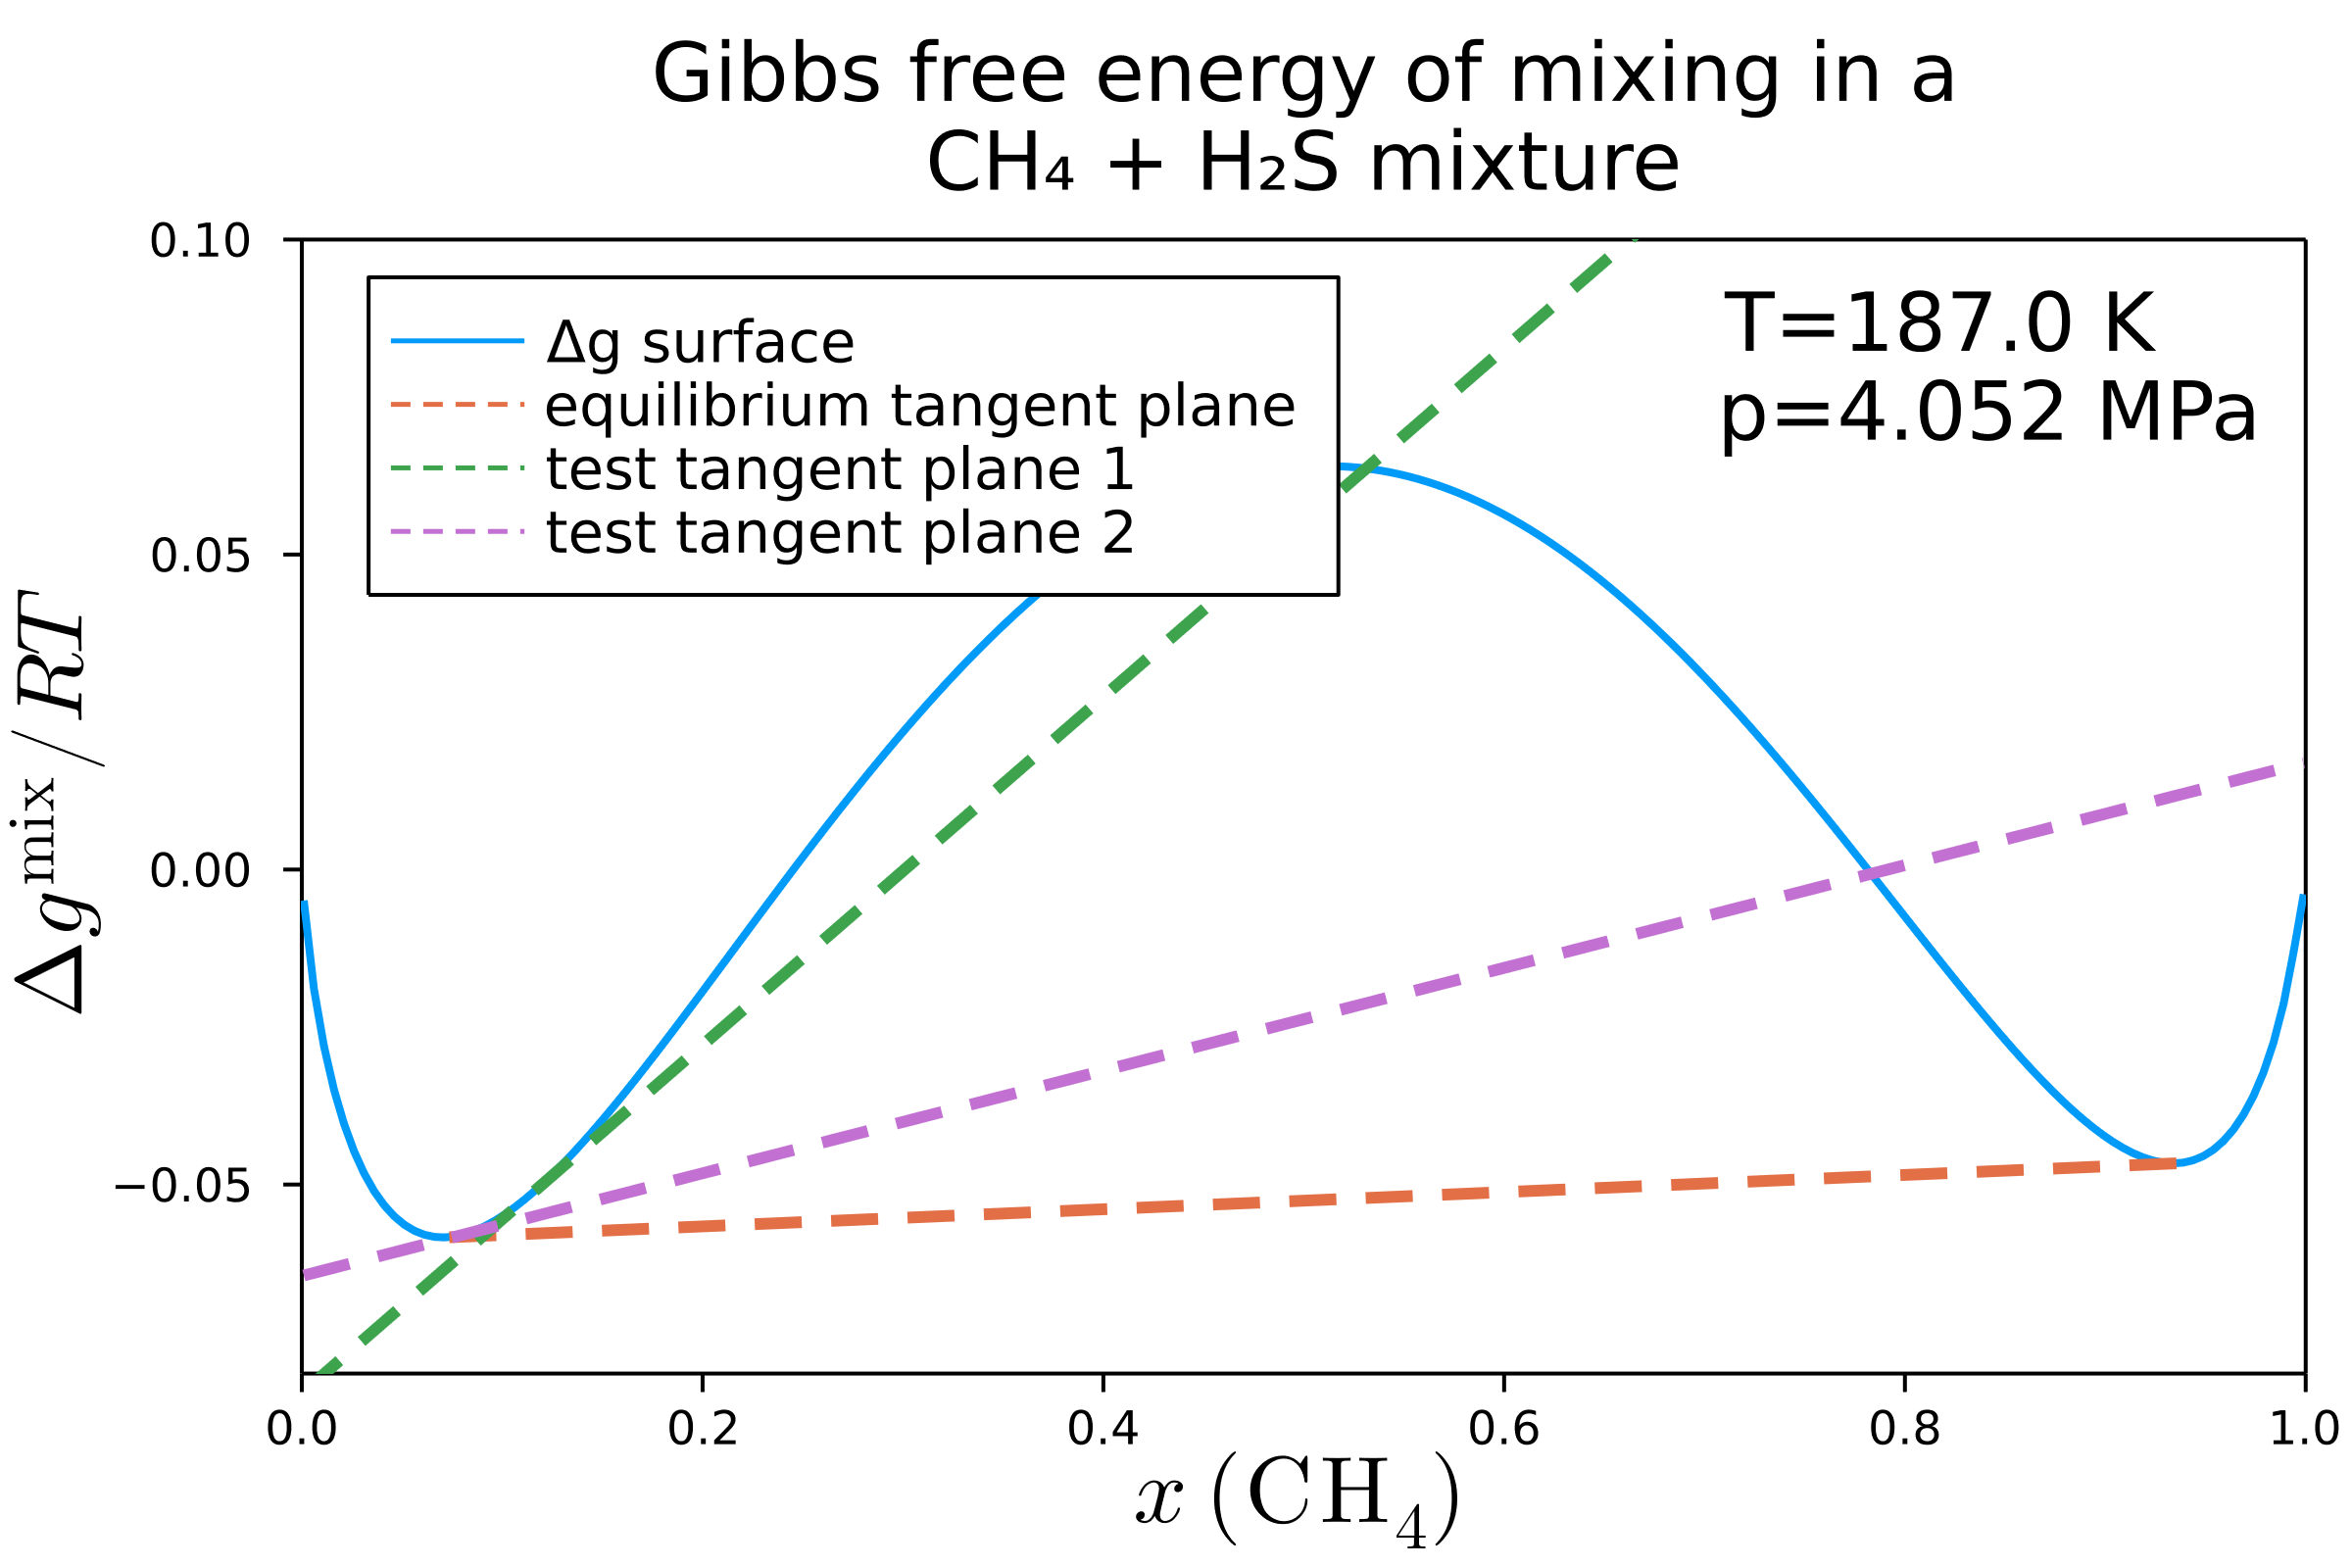 Gibbs free energy of mixing in a
CH₄ + H₂S mixture
0.10
0.05
0.00
−0.05
Δg^mix / RT
Δg surface
equilibrium tangent plane
test tangent plane 1
test tangent plane 2
T=187.0 K
p=4.052 MPa
0.0 0.2 0.4 0.6 0.8 1.0
x (CH₄)